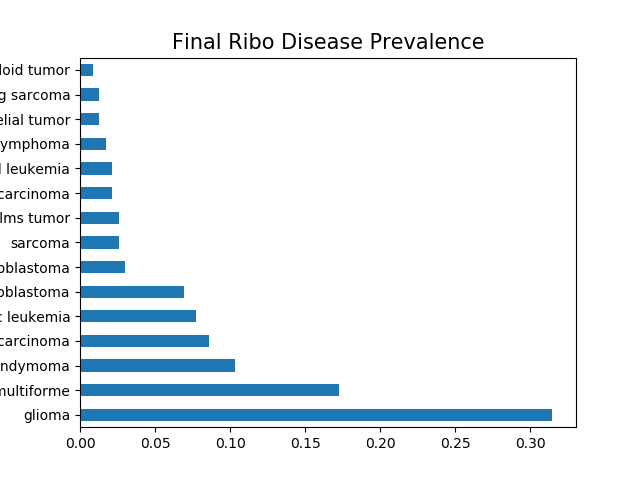 Final Ribo Disease Prevalence
loid tumor
g sarcoma
elial tumor
ymphoma
leukemia
carcinoma
lms tumor
sarcoma
oblastoma
oblastoma
c leukemia
carcinoma
ndymoma
multiforme
glioma
0.00 0.05 0.10 0.15 0.20 0.25 0.30